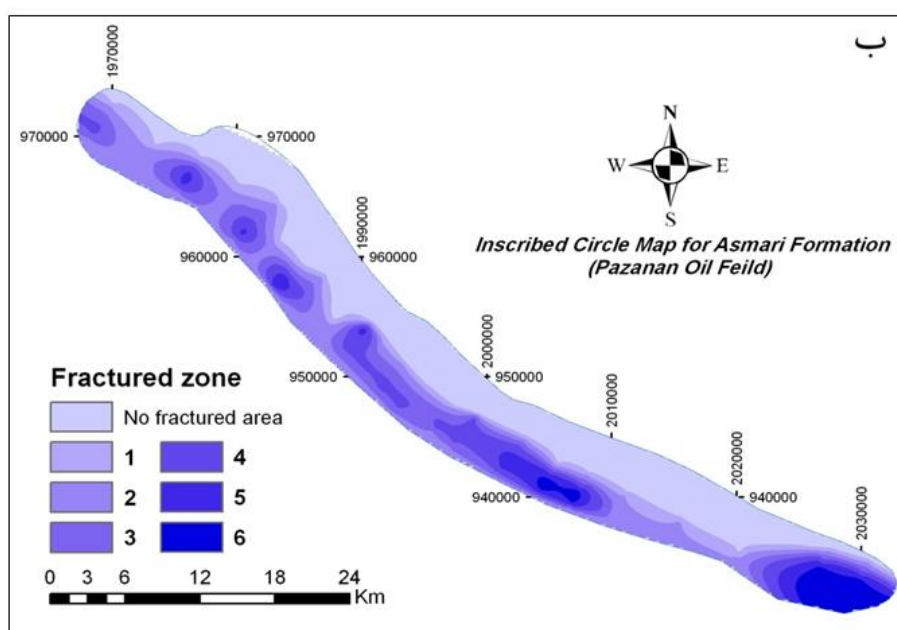 ب
1970000
970000
970000
N
W E
S
1990000
Inscribed Circle Map for Asmari Formation
(Pazanan Oil Feild)
960000
960000
2000000
950000
950000
Fractured zone
No fractured area
1 4
2 5
3 6
2010000
2020000
940000
940000
2030000
0 3 6 12 18 24
Km